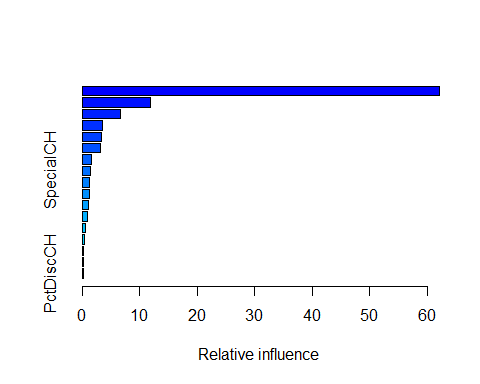 SpecialCH
PctDiscCH
0 10 20 30 40 50 60
Relative influence